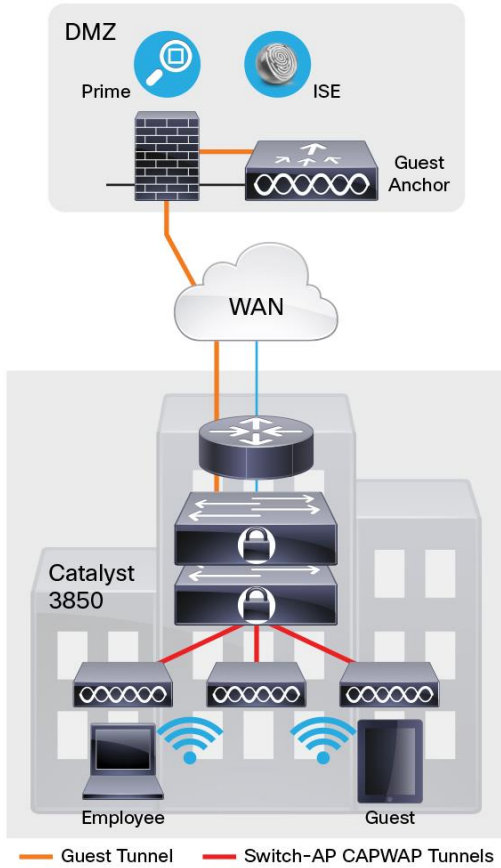 DMZ
Prime
ISE
Guest
Anchor
WAN
Catalyst
3850
Employee
Guest
Guest Tunnel
Switch-AP CAPWAP Tunnels